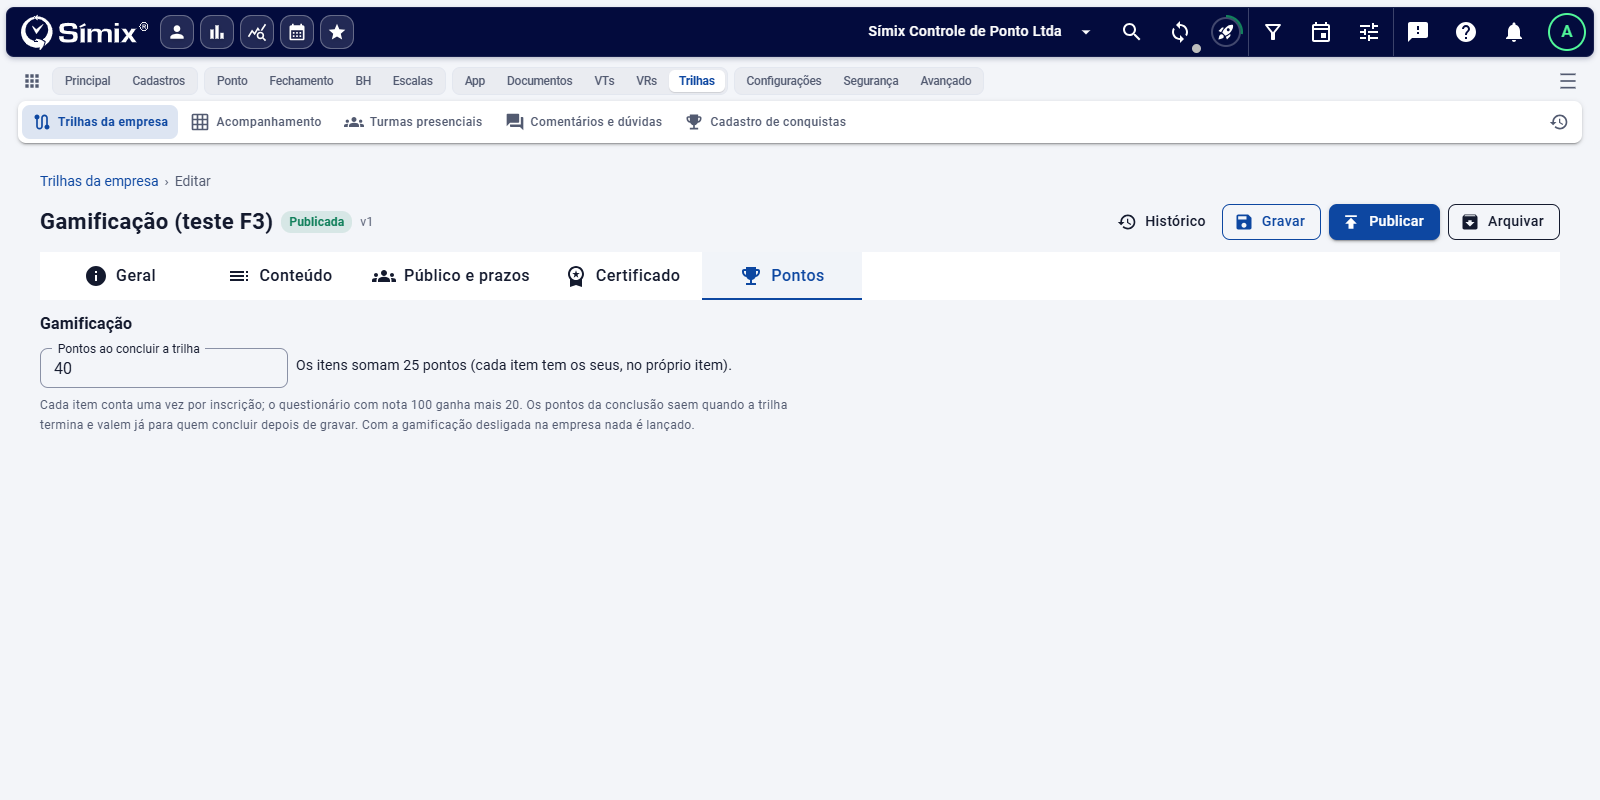 Símix®
Símix Controle de Ponto Ltda
A
Principal Cadastros Ponto Fechamento BH Escalas App Documentos VTs VRs Trilhas Configurações Segurança Avançado
Trilhas da empresa Acompanhamento Turmas presenciais Comentários e dúvidas Cadastro de conquistas
Trilhas da empresa › Editar
Gamificação (teste F3) Publicada v1 Histórico Gravar Publicar Arquivar
Geral Conteúdo Público e prazos Certificado Pontos
Gamificação
Pontos ao concluir a trilha
40 Os itens somam 25 pontos (cada item tem os seus, no próprio item).
Cada item conta uma vez por inscrição; o questionário com nota 100 ganha mais 20. Os pontos da conclusão saem quando a trilha
termina e valem já para quem concluir depois de gravar. Com a gamificação desligada na empresa nada é lançado.